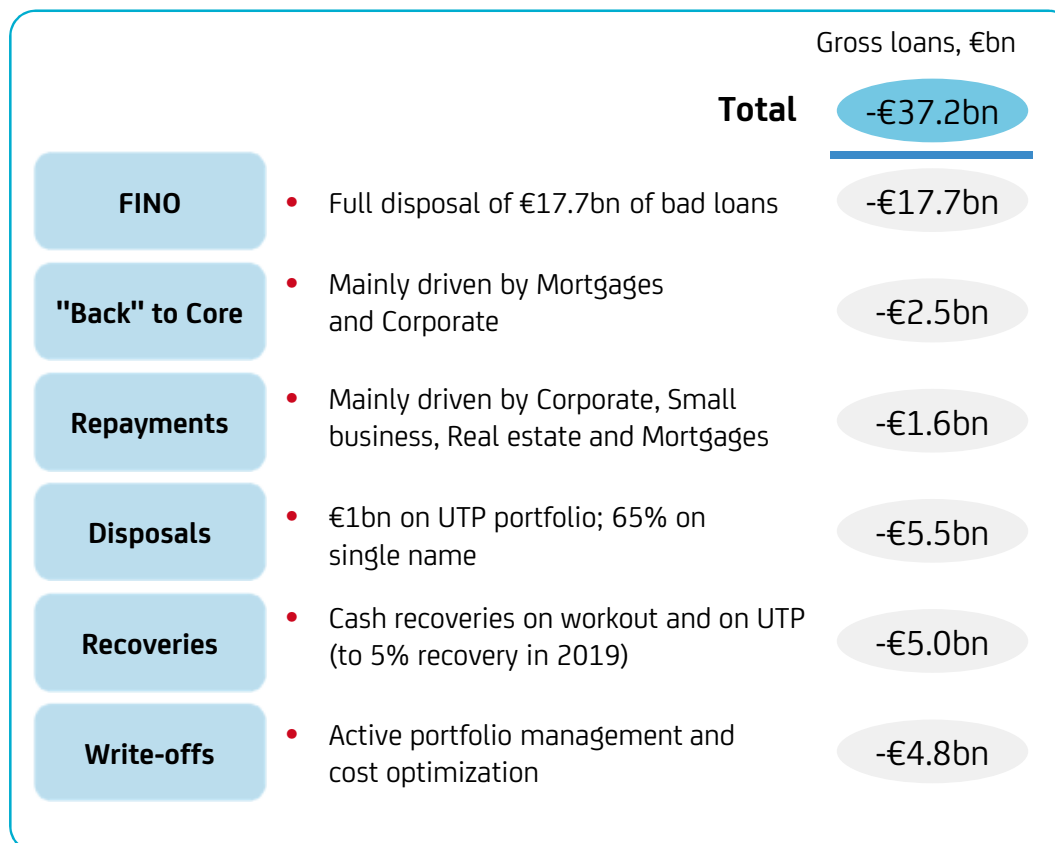 Gross loans, €bn
Total -€37.2bn
FINO • Full disposal of €17.7bn of bad loans -€17.7bn
"Back" to Core • Mainly driven by Mortgages
and Corporate -€2.5bn
Repayments • Mainly driven by Corporate, Small
business, Real estate and Mortgages -€1.6bn
Disposals • €1bn on UTP portfolio; 65% on
single name -€5.5bn
Recoveries • Cash recoveries on workout and on UTP
(to 5% recovery in 2019) -€5.0bn
Write-offs • Active portfolio management and
cost optimization -€4.8bn